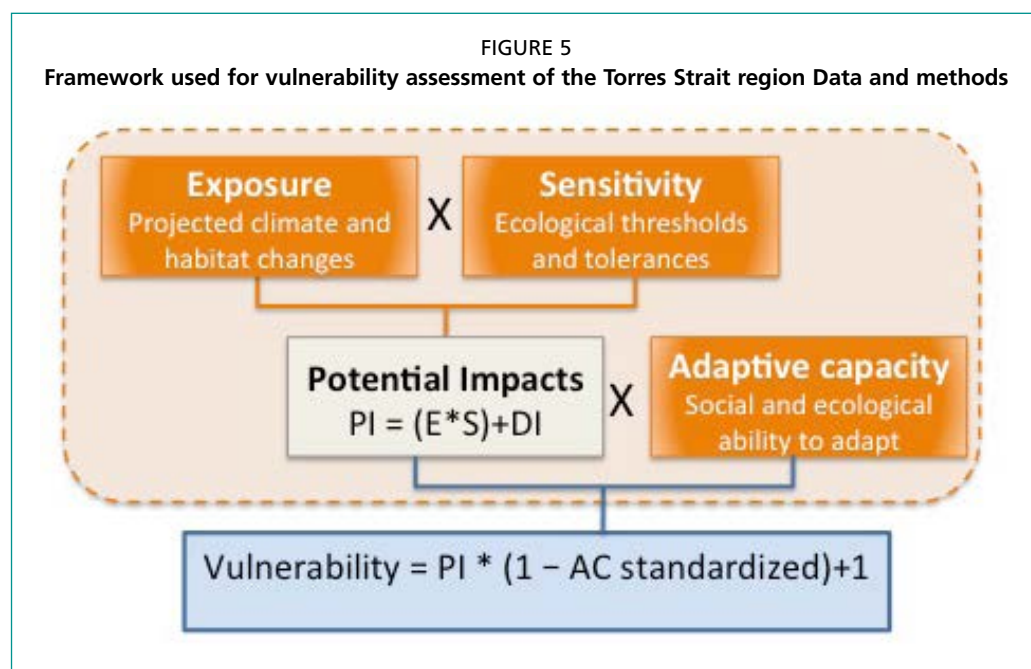 FIGURE 5
Framework used for vulnerability assessment of the Torres Strait region Data and methods
Exposure
Projected climate and
habitat changes
X
Sensitivity
Ecological thresholds
and tolerances
Potential Impacts
PI = (E*S)+DI
X
Adaptive capacity
Social and ecological
ability to adapt
Vulnerability = PI * (1 – AC standardized)+1